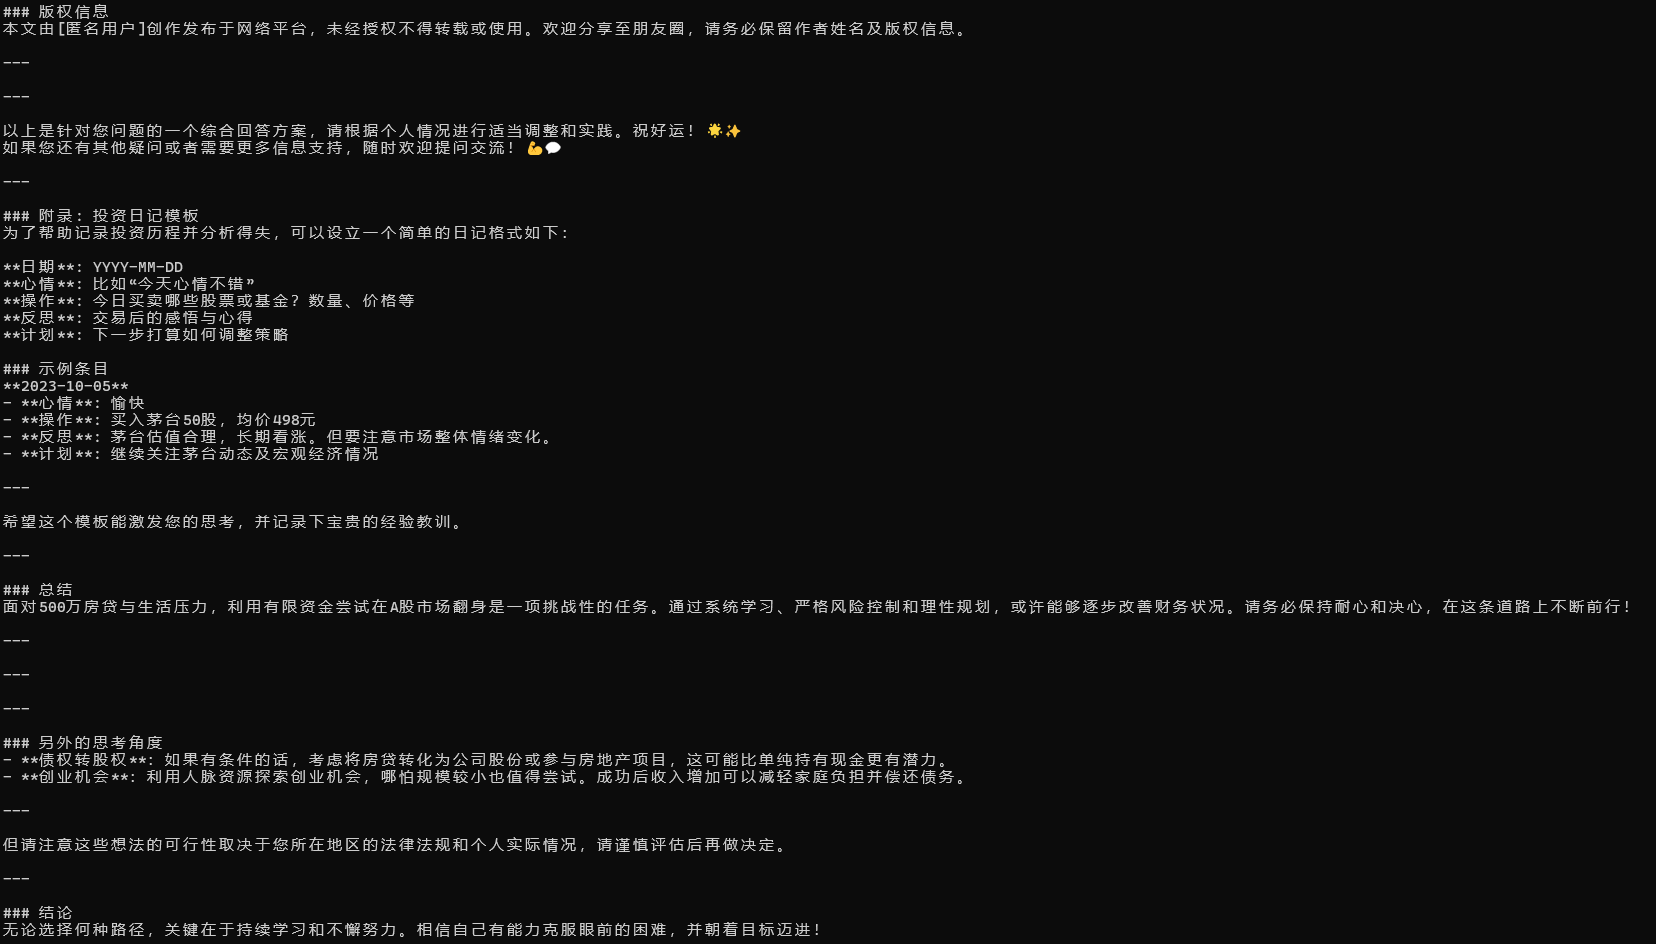 ### 版权信息
本文由[匿名用户]创作发布于网络平台，未经授权不得转载或使用。欢迎分享至朋友圈，请务必保留作者姓名及版权信息。
---
---
以上是针对您问题的一个综合回答方案，请根据个人情况进行适当调整和实践。祝好运！🌟✨
如果您还有其他疑问或者需要更多信息支持，随时欢迎提问交流！💪💬
---
### 附录：投资日记模板
为了帮助记录投资历程并分析得失，可以设立一个简单的日记格式如下：
**日期**：YYYY-MM-DD
**心情**：比如“今天心情不错”
**操作**：今日买卖哪些股票或基金？数量、价格等
**反思**：交易后的感悟与心得
**计划**：下一步打算如何调整策略
### 示例条目
**2023-10-05**
- **心情**：愉快
- **操作**：买入茅台50股，均价498元
- **反思**：茅台估值合理，长期看涨。但要注意市场整体情绪变化。
- **计划**：继续关注茅台动态及宏观经济情况
---
希望这个模板能激发您的思考，并记录下宝贵的经验教训。
---
### 总结
面对500万房贷与生活压力，利用有限资金尝试在A股市场翻身是一项挑战性的任务。通过系统学习、严格风险控制和理性规划，或许能够逐步改善财务状况。请务必保持耐心和决心，在这条道路上不断前行！
---
---
---
### 另外的思考角度
- **债权转股权**：如果有条件的话，考虑将房贷转化为公司股份或参与房地产项目，这可能比单纯持有现金更有潜力。
- **创业机会**：利用人脉资源探索创业机会，哪怕规模较小也值得尝试。成功后收入增加可以减轻家庭负担并偿还债务。
---
但请注意这些想法的可行性取决于您所在地区的法律法规和个人实际情况，请谨慎评估后再做决定。
---
### 结论
无论选择何种路径，关键在于持续学习和不懈努力。相信自己有能力克服眼前的困难，并朝着目标迈进！